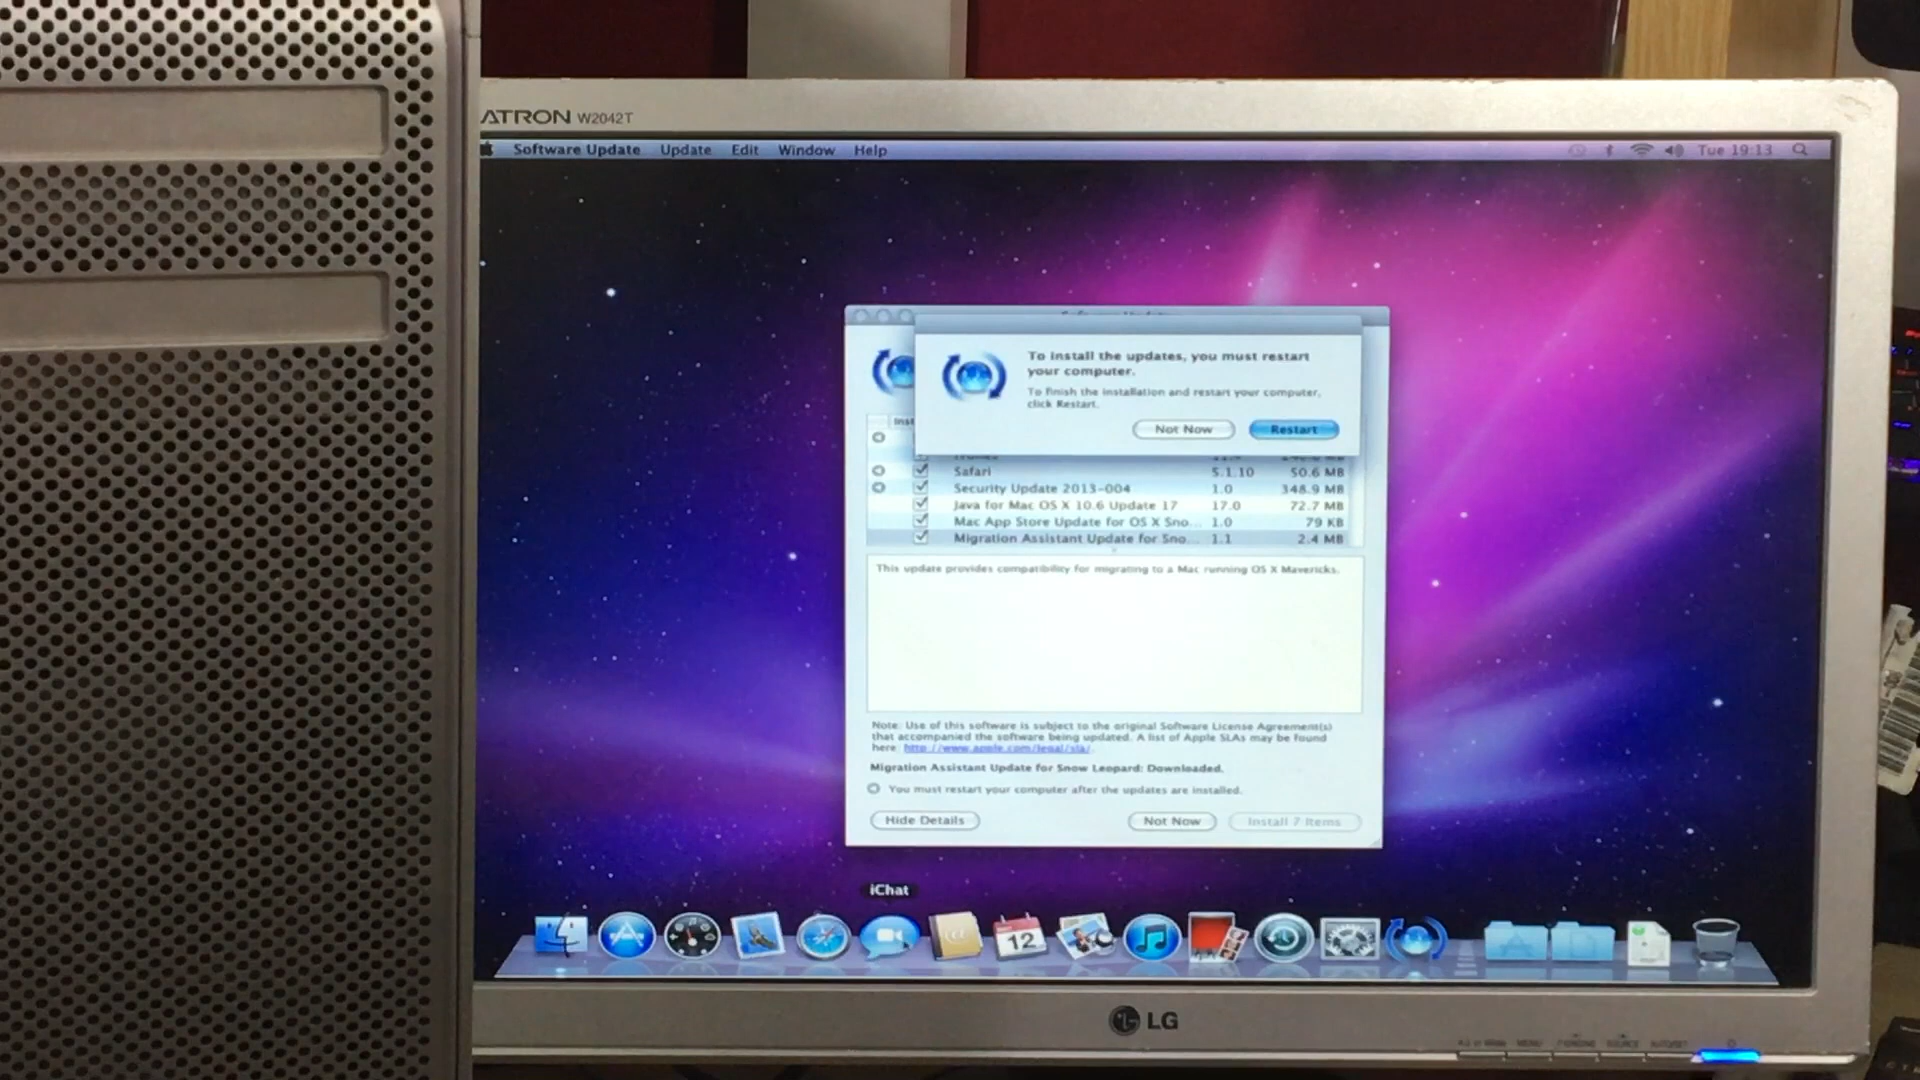 ATRON W2042T
Software Update Update Edit Window Help
Tue 19:13
To install the updates, you must restart
your computer.
To finish the installation and restart your computer,
click Restart.
Not Now Restart
Inst
Safari 5.1.10 50.6 MB
Security Update 2013-004 1.0 348.9 MB
Java for Mac OS X 10.6 Update 17 17.0 72.7 MB
Mac App Store Update for OS X Sno... 1.0 79 KB
Migration Assistant Update for Sno... 1.1 2.4 MB
This update provides compatibility for migrating to a Mac running OS X Mavericks.
Note: Use of this software is subject to the original Software License Agreement(s)
that accompanied the software being updated. A list of Apple SLAs may be found
here: http://www.apple.com/legal/sla/.
Migration Assistant Update for Snow Leopard: Downloaded.
You must restart your computer after the updates are installed.
Hide Details Not Now Install 7 Items
iChat
12
LG
MENU SOURCE